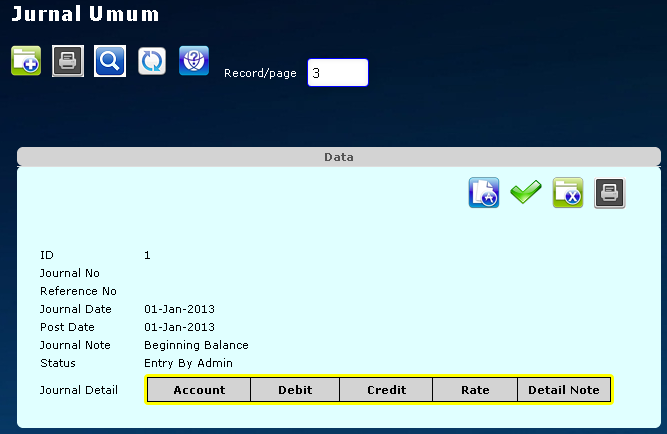 Jurnal Umum
Record/page 3
Data
ID 1
Journal No
Reference No
Journal Date 01-Jan-2013
Post Date 01-Jan-2013
Journal Note Beginning Balance
Status Entry By Admin
Journal Detail Account Debit Credit Rate Detail Note